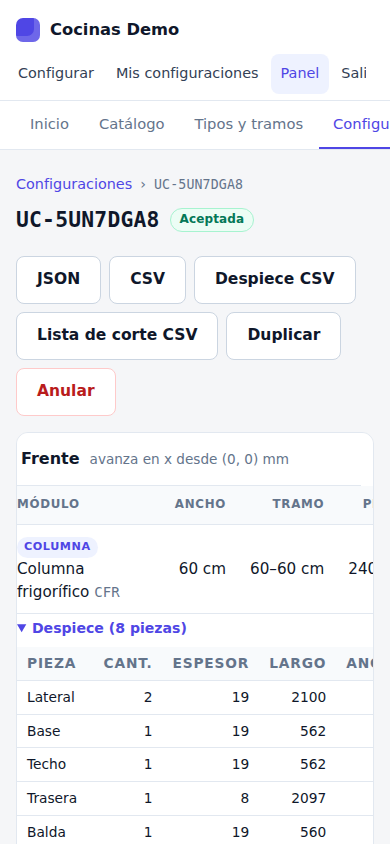 Cocinas Demo
Configurar Mis configuraciones Panel Sali
Inicio Catálogo Tipos y tramos Configu
Configuraciones › UC-5UN7DGA8
UC-5UN7DGA8 Aceptada
JSON CSV Despiece CSV
Lista de corte CSV Duplicar
Anular
Frente avanza en x desde (0, 0) mm
MÓDULO ANCHO TRAMO P
COLUMNA
Columna frigorífico CFR 60 cm 60–60 cm 240
▼ Despiece (8 piezas)
PIEZA CANT. ESPESOR LARGO ANC
Lateral 2 19 2100
Base 1 19 562
Techo 1 19 562
Trasera 1 8 2097
Balda 1 19 560